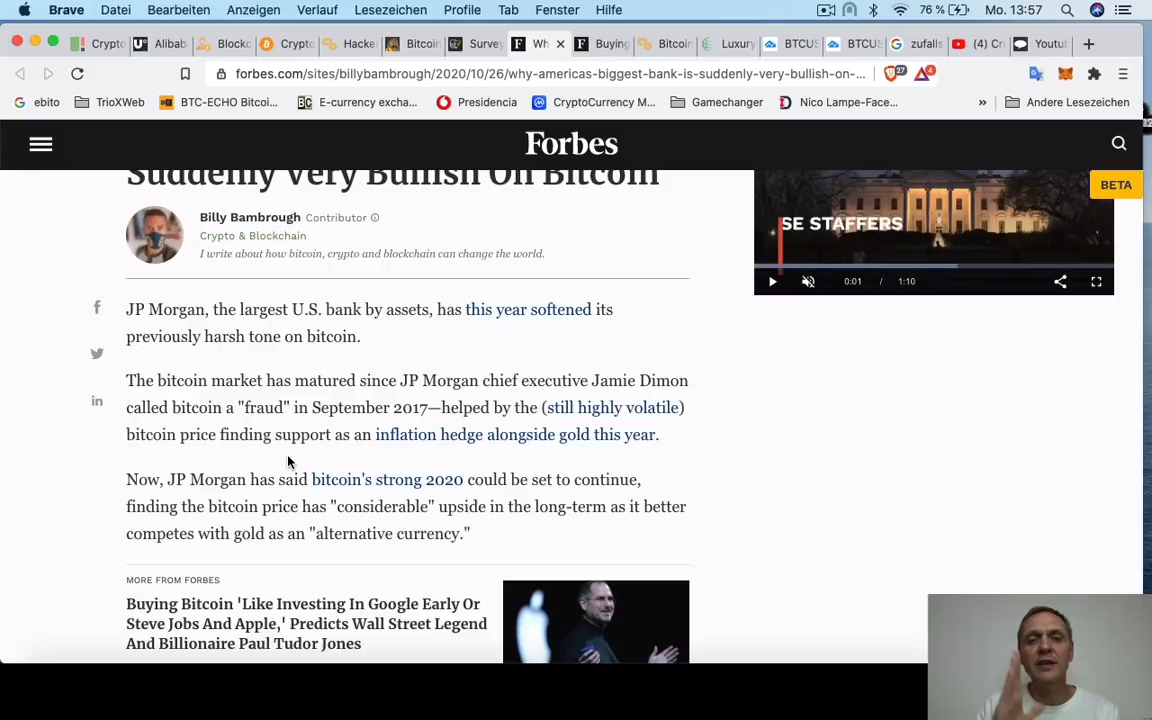 Brave Datei Bearbeiten Anzeigen Verlauf Lesezeichen Profile Tab Fenster Hilfe 76 % Mo. 13:57
Crypto Alibab Blockc Crypto Hacke Bitcoin Survey Wh Buying Bitcoin Luxury BTCUS BTCUS zufalls (4) Cri Youtub
forbes.com/sites/billybambrough/2020/10/26/why-americas-biggest-bank-is-suddenly-very-bullish-on-... 27 4
ebito TrioXWeb BTC-ECHO Bitcoi... E-currency excha... Presidencia CryptoCurrency M... Gamechanger Nico Lampe-Face... » Andere Lesezeichen
Forbes
Suddenly Very Bullish On Bitcoin
BETA
SE STAFFERS
0:01 / 1:10
Billy Bambrough Contributor
Crypto & Blockchain
I write about how bitcoin, crypto and blockchain can change the world.
JP Morgan, the largest U.S. bank by assets, has this year softened its
previously harsh tone on bitcoin.
The bitcoin market has matured since JP Morgan chief executive Jamie Dimon
called bitcoin a "fraud" in September 2017—helped by the (still highly volatile)
bitcoin price finding support as an inflation hedge alongside gold this year.
Now, JP Morgan has said bitcoin's strong 2020 could be set to continue,
finding the bitcoin price has "considerable" upside in the long-term as it better
competes with gold as an "alternative currency."
MORE FROM FORBES
Buying Bitcoin 'Like Investing In Google Early Or
Steve Jobs And Apple,' Predicts Wall Street Legend
And Billionaire Paul Tudor Jones